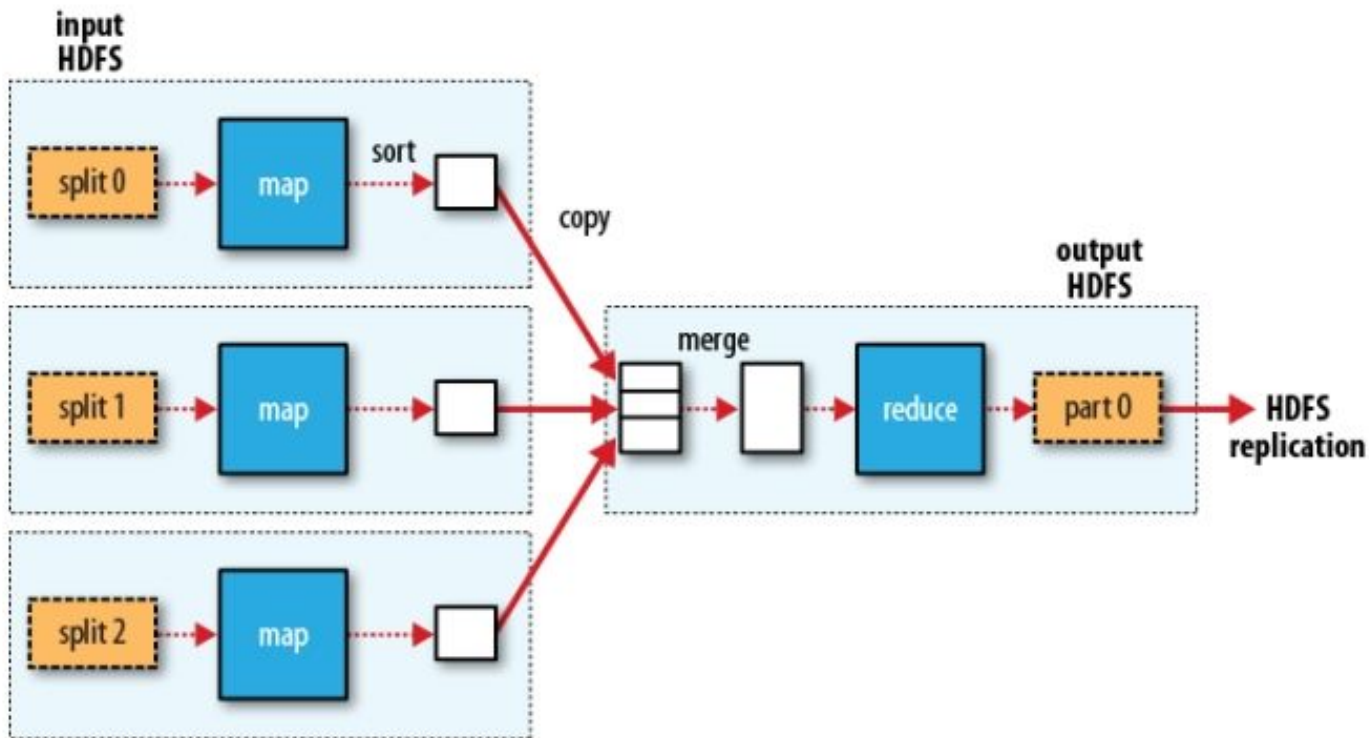 input
HDFS
split 0
map
sort
copy
output
HDFS
split 1
map
merge
reduce
part 0
HDFS
replication
split 2
map